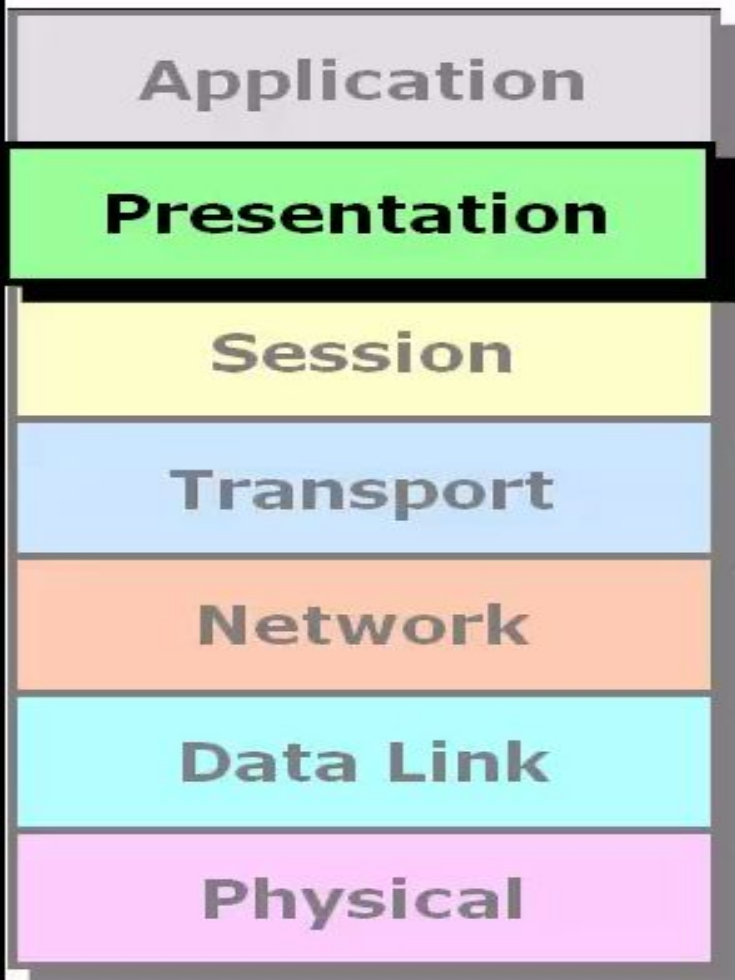 Application
Presentation
Session
Transport
Network
Data Link
Physical